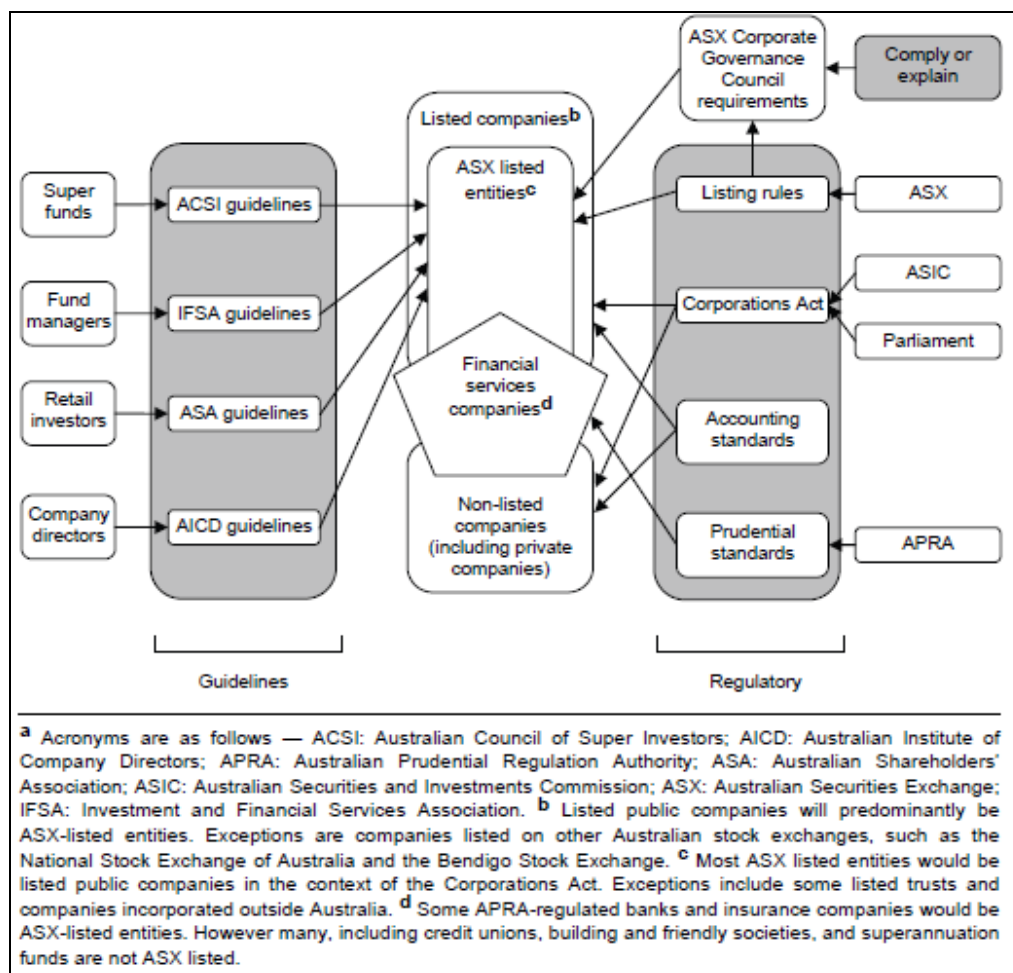 ASX Corporate
Governance
Council
requirements
Comply or
explain
Listed companiesb
ASX listed
entitiesc
Super
funds
ACSI guidelines
Listing rules
ASX
Fund
managers
IFSA guidelines
Corporations Act
ASIC
Parliament
Financial
services
companiesd
Retail
investors
ASA guidelines
Accounting
standards
Company
directors
AICD guidelines
Non-listed
companies
(including private
companies)
Prudential
standards
APRA
Guidelines
Regulatory
a Acronyms are as follows — ACSI: Australian Council of Super Investors; AICD: Australian Institute of
Company Directors; APRA: Australian Prudential Regulation Authority; ASA: Australian Shareholders'
Association; ASIC: Australian Securities and Investments Commission; ASX: Australian Securities Exchange;
IFSA: Investment and Financial Services Association. b Listed public companies will predominantly be
ASX-listed entities. Exceptions are companies listed on other Australian stock exchanges, such as the
National Stock Exchange of Australia and the Bendigo Stock Exchange. c Most ASX listed entities would be
listed public companies in the context of the Corporations Act. Exceptions include some listed trusts and
companies incorporated outside Australia. d Some APRA-regulated banks and insurance companies would be
ASX-listed entities. However many, including credit unions, building and friendly societies, and superannuation
funds are not ASX listed.